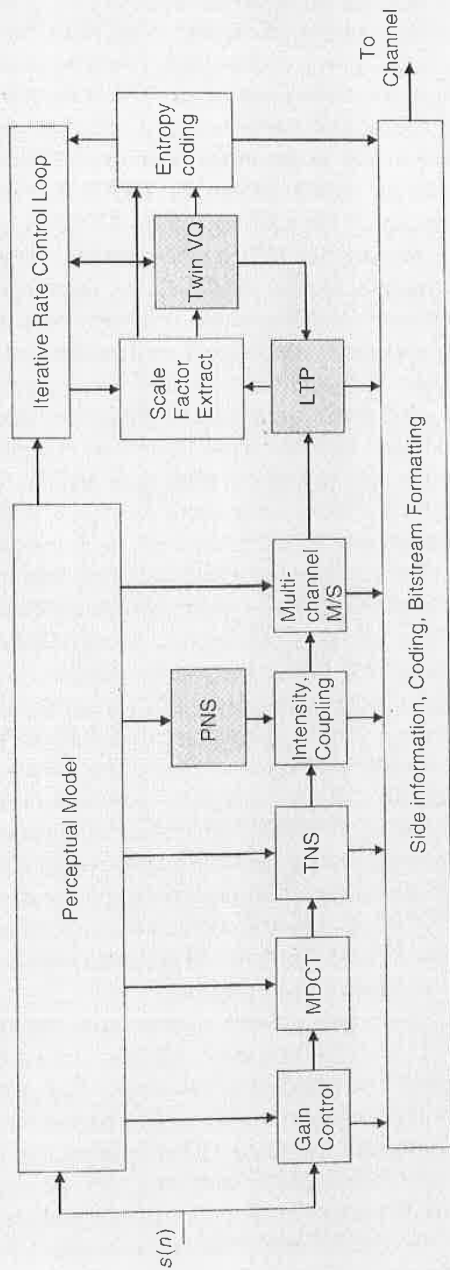 s(n)
Perceptual Model
Iterative Rate Control Loop
Gain
Control
MDCT
TNS
PNS
Intensity,
Coupling
Multi-
channel
M/S
LTP
Scale
Factor
Extract
Twin VQ
Entropy
coding
Side information, Coding, Bitstream Formatting
To
Channel